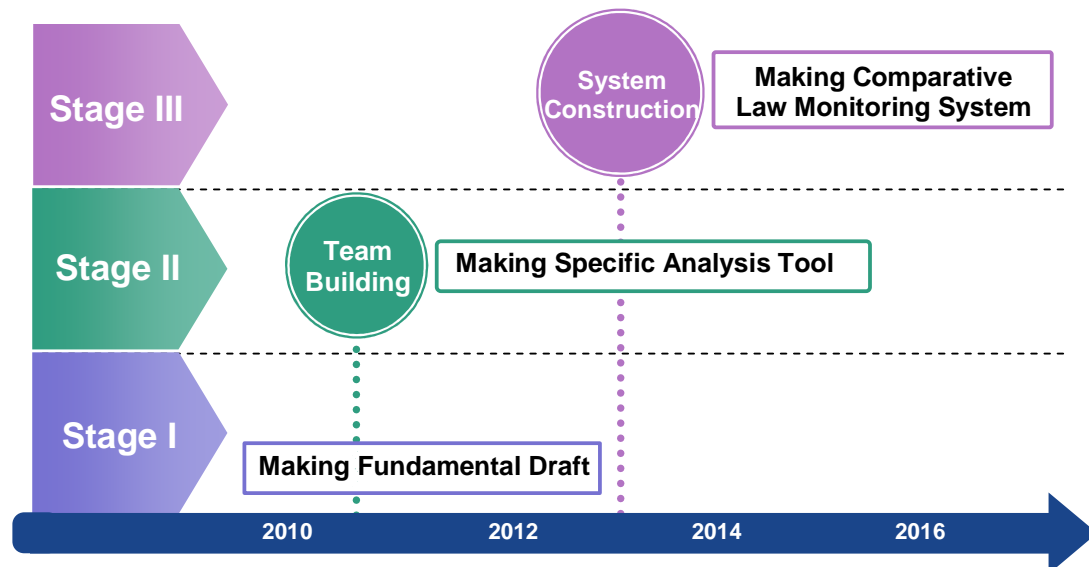 Stage III
System
Construction
Making Comparative
Law Monitoring System
Stage II
Team
Building
Making Specific Analysis Tool
Stage I
Making Fundamental Draft
2010
2012
2014
2016